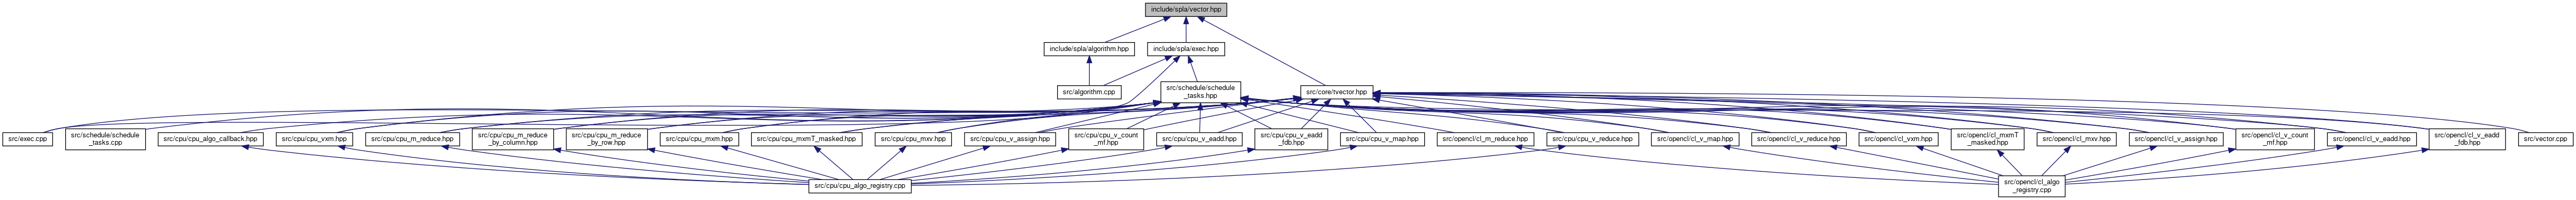 include/spla/vector.hpp
include/spla/algorithm.hpp
include/spla/exec.hpp
src/algorithm.cpp
src/schedule/schedule
_tasks.hpp
src/core/tvector.hpp
src/exec.cpp
src/schedule/schedule
_tasks.cpp
src/cpu/cpu_algo_callback.hpp
src/cpu/cpu_vxm.hpp
src/cpu/cpu_m_reduce.hpp
src/cpu/cpu_m_reduce
_by_column.hpp
src/cpu/cpu_m_reduce
_by_row.hpp
src/cpu/cpu_mxm.hpp
src/cpu/cpu_mxmT_masked.hpp
src/cpu/cpu_mxv.hpp
src/cpu/cpu_v_assign.hpp
src/cpu/cpu_v_count
_mf.hpp
src/cpu/cpu_v_eadd.hpp
src/cpu/cpu_v_eadd
_fdb.hpp
src/cpu/cpu_v_map.hpp
src/opencl/cl_m_reduce.hpp
src/cpu/cpu_v_reduce.hpp
src/opencl/cl_v_map.hpp
src/opencl/cl_v_reduce.hpp
src/opencl/cl_vxm.hpp
src/opencl/cl_mxmT
_masked.hpp
src/opencl/cl_mxv.hpp
src/opencl/cl_v_assign.hpp
src/opencl/cl_v_count
_mf.hpp
src/opencl/cl_v_eadd.hpp
src/opencl/cl_v_eadd
_fdb.hpp
src/vector.cpp
src/cpu/cpu_algo_registry.cpp
src/opencl/cl_algo
_registry.cpp